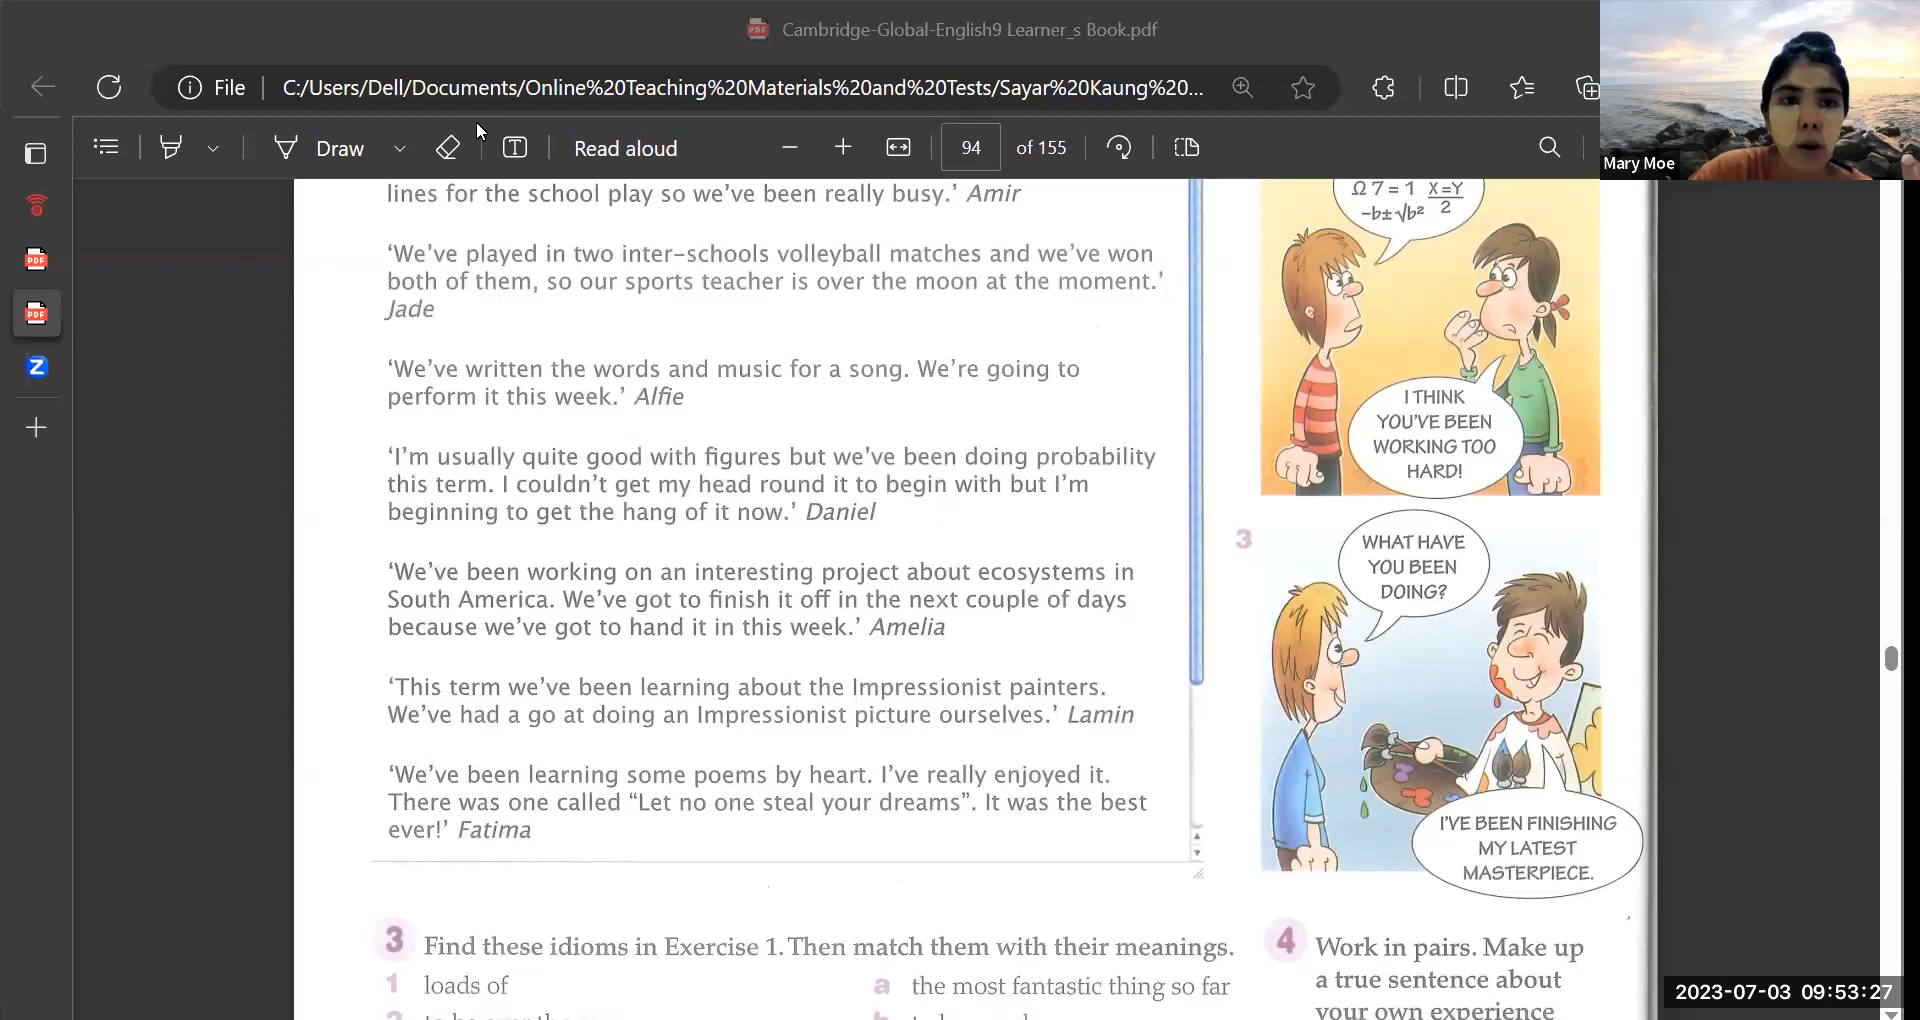 Cambridge-Global-English9 Learner_s Book.pdf
File
C:/Users/Dell/Documents/Online%20Teaching%20Materials%20and%20Tests/Sayar%20Kaung%20...
Draw
Read aloud
94
of 155
Mary Moe
lines for the school play so we've been really busy.' Amir
'We've played in two inter-schools volleyball matches and we've won
both of them, so our sports teacher is over the moon at the moment.'
Jade
'We've written the words and music for a song. We're going to
perform it this week.' Alfie
'I'm usually quite good with figures but we've been doing probability
this term. I couldn't get my head round it to begin with but I'm
beginning to get the hang of it now.' Daniel
'We've been working on an interesting project about ecosystems in
South America. We've got to finish it off in the next couple of days
because we've got to hand it in this week.' Amelia
'This term we've been learning about the Impressionist painters.
We've had a go at doing an Impressionist picture ourselves.' Lamin
'We've been learning some poems by heart. I've really enjoyed it.
There was one called "Let no one steal your dreams". It was the best
ever!' Fatima
Ω 7 = 1 X=Y
2
-b± √b²
I THINK
YOU'VE BEEN
WORKING TOO
HARD!
3
WHAT HAVE
YOU BEEN
DOING?
I'VE BEEN FINISHING
MY LATEST
MASTERPIECE.
3 Find these idioms in Exercise 1. Then match them with their meanings.
1 loads of
a the most fantastic thing so far
4 Work in pairs. Make up
a true sentence about
your own experience
2023-07-03 09:53:27
PDF
PDF
PDF
Z